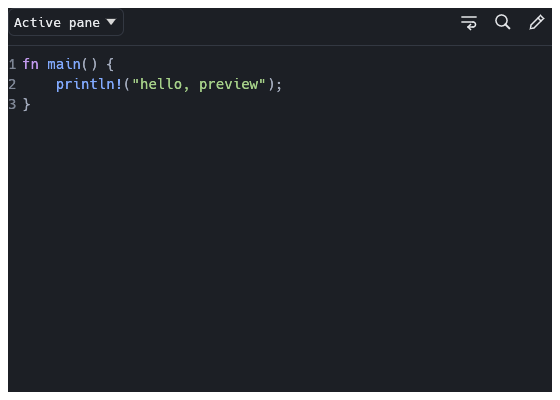 Active pane
1 fn main() {
2     println!("hello, preview");
3 }